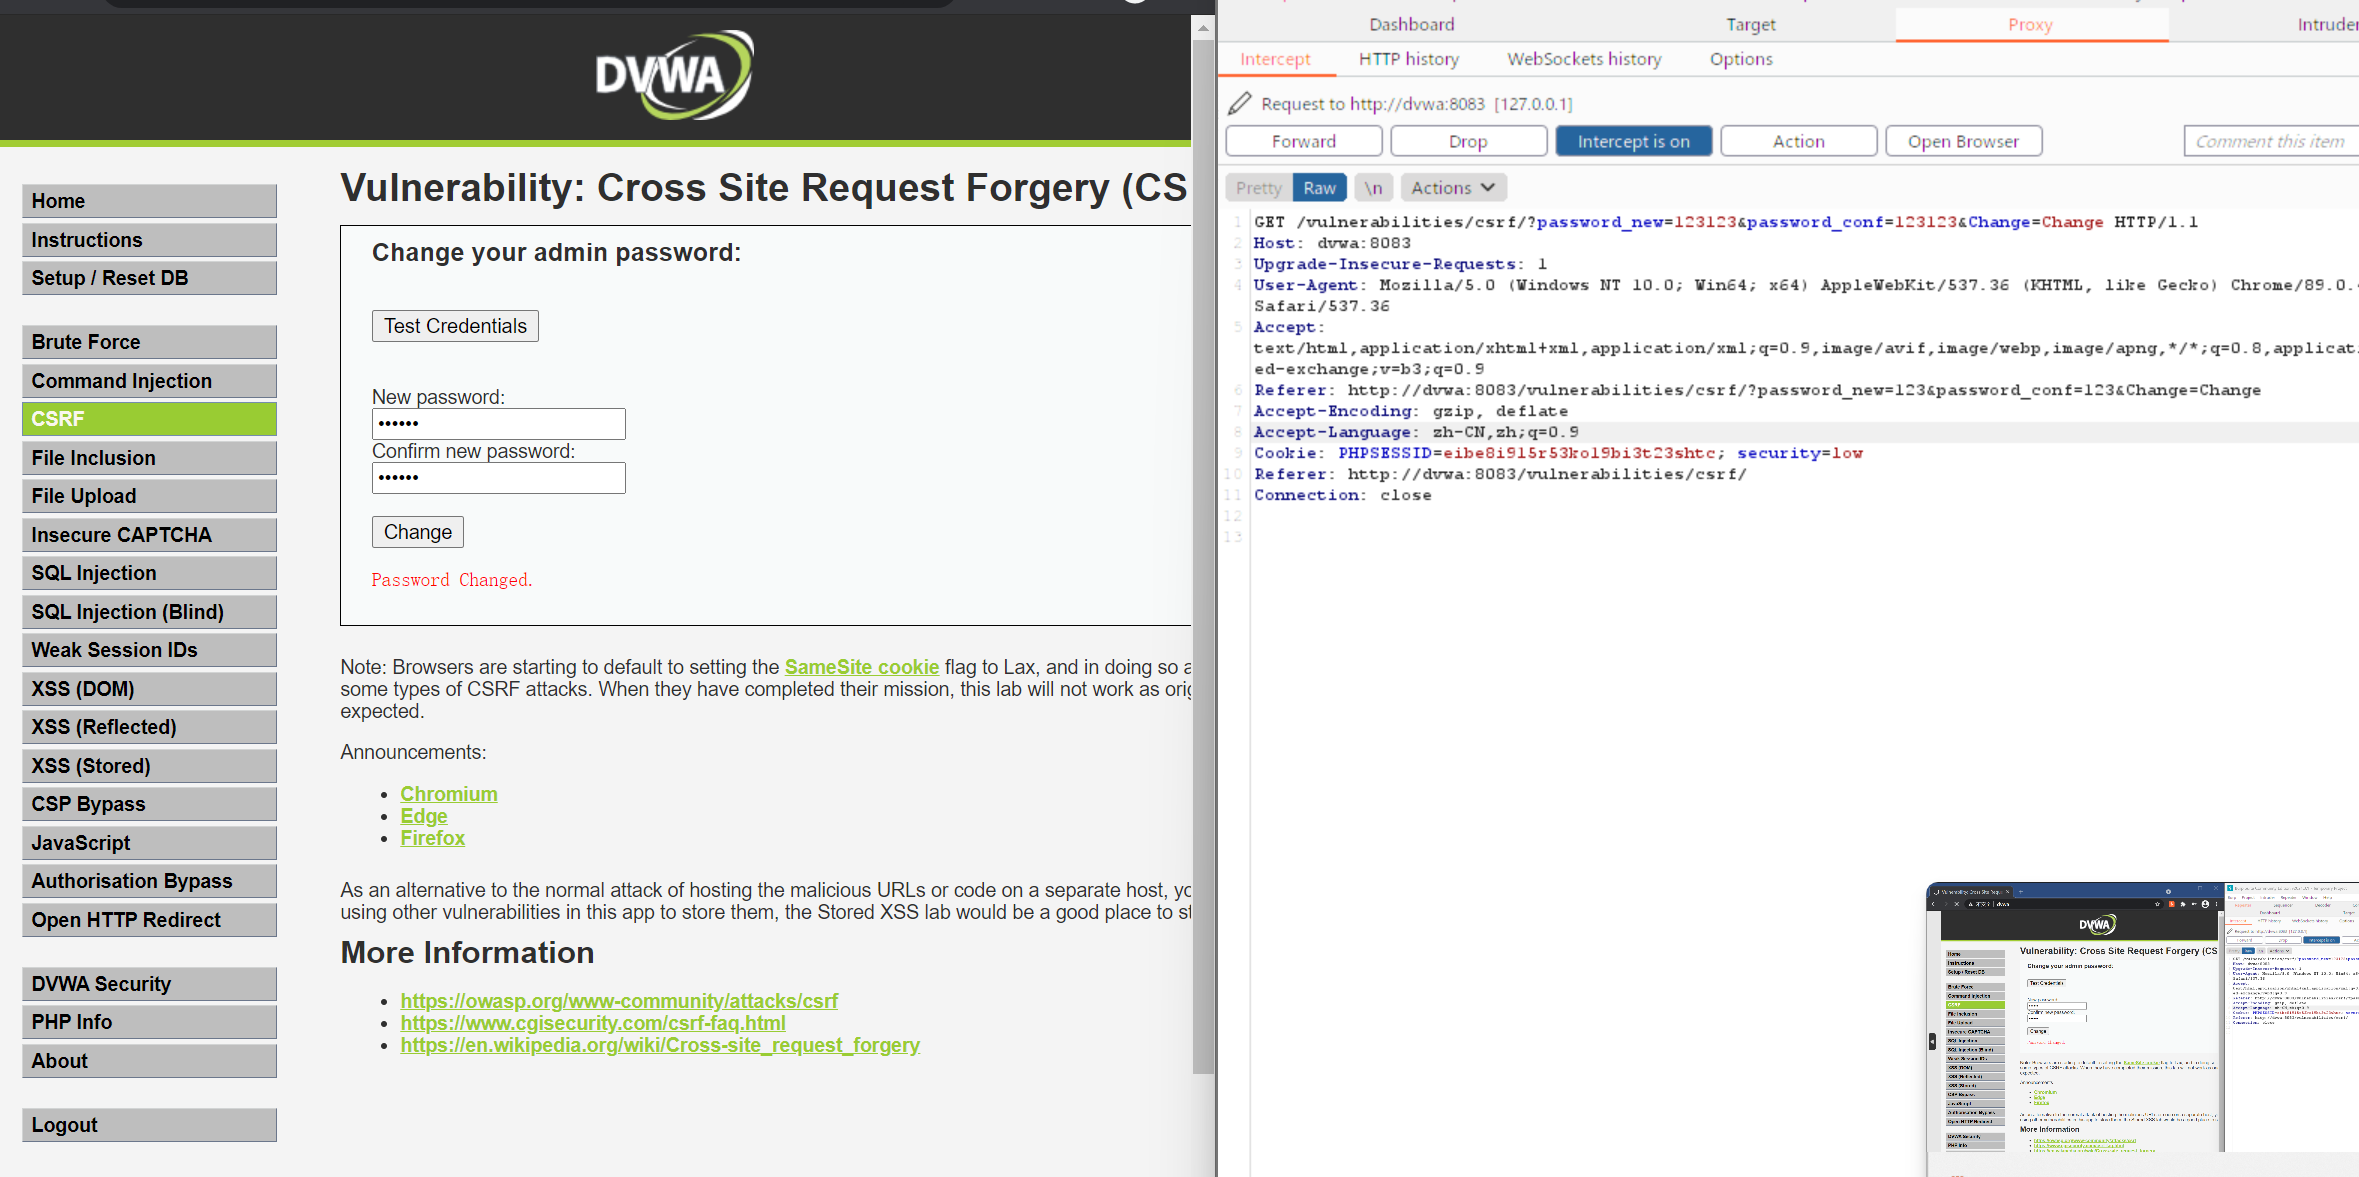 DVWA
Home
Instructions
Setup / Reset DB
Brute Force
Command Injection
CSRF
File Inclusion
File Upload
Insecure CAPTCHA
SQL Injection
SQL Injection (Blind)
Weak Session IDs
XSS (DOM)
XSS (Reflected)
XSS (Stored)
CSP Bypass
JavaScript
Authorisation Bypass
Open HTTP Redirect
DVWA Security
PHP Info
About
Logout
Vulnerability: Cross Site Request Forgery (CS
Change your admin password:
Test Credentials
New password:
••••••
Confirm new password:
••••••
Change
Password Changed.
Note: Browsers are starting to default to setting the SameSite cookie flag to Lax, and in doing so a
some types of CSRF attacks. When they have completed their mission, this lab will not work as orig
expected.
Announcements:
• Chromium
• Edge
• Firefox
As an alternative to the normal attack of hosting the malicious URLs or code on a separate host, yo
using other vulnerabilities in this app to store them, the Stored XSS lab would be a good place to st
More Information
• https://owasp.org/www-community/attacks/csrf
• https://www.cgisecurity.com/csrf-faq.html
• https://en.wikipedia.org/wiki/Cross-site_request_forgery
Dashboard Target Proxy Intruder
Intercept HTTP history WebSockets history Options
Request to http://dvwa:8083 [127.0.0.1]
Forward Drop Intercept is on Action Open Browser Comment this item
Pretty Raw \n Actions
1 GET /vulnerabilities/csrf/?password_new=123123&password_conf=123123&Change=Change HTTP/1.1
2 Host: dvwa:8083
3 Upgrade-Insecure-Requests: 1
4 User-Agent: Mozilla/5.0 (Windows NT 10.0; Win64; x64) AppleWebKit/537.36 (KHTML, like Gecko) Chrome/89.0.
Safari/537.36
5 Accept:
text/html,application/xhtml+xml,application/xml;q=0.9,image/avif,image/webp,image/apng,*/*;q=0.8,applicati
ed-exchange;v=b3;q=0.9
6 Referer: http://dvwa:8083/vulnerabilities/csrf/?password_new=123&password_conf=123&Change=Change
7 Accept-Encoding: gzip, deflate
8 Accept-Language: zh-CN,zh;q=0.9
9 Cookie: PHPSESSID=eibe8i915r53kol9bi3t23shtc; security=low
10 Referer: http://dvwa:8083/vulnerabilities/csrf/
11 Connection: close
12
13
DVWA
Vulnerability: Cross Site Request Forgery (CS
Change your admin password:
Test Credentials
More Information